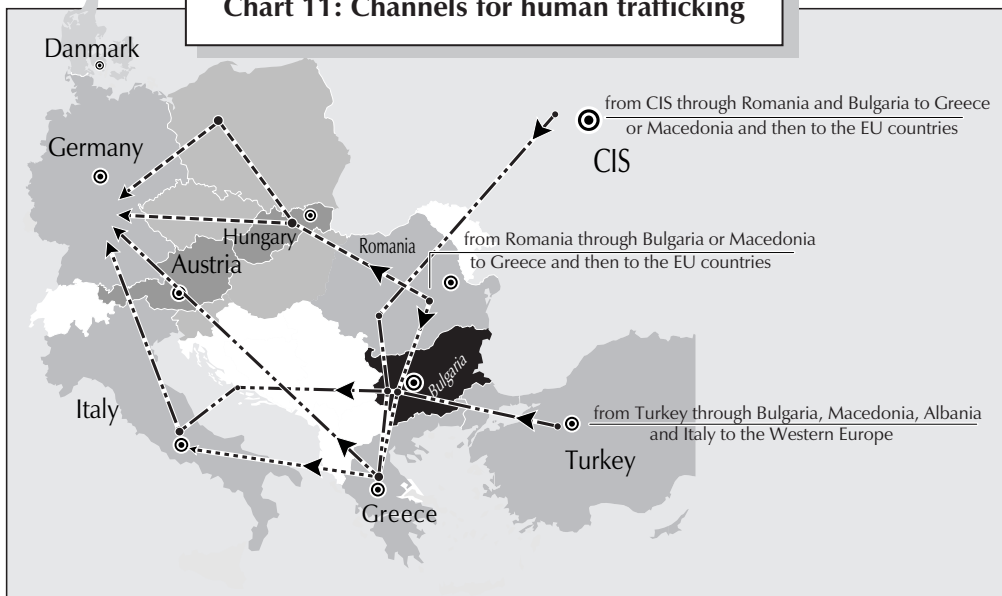 Chart 11: Channels for human trafficking
Danmark
from CIS through Romania and Bulgaria to Greece
or Macedonia and then to the EU countries
Germany
CIS
Hungary
Romania
from Romania through Bulgaria or Macedonia
to Greece and then to the EU countries
Austria
Bulgaria
Italy
from Turkey through Bulgaria, Macedonia, Albania
and Italy to the Western Europe
Turkey
Greece